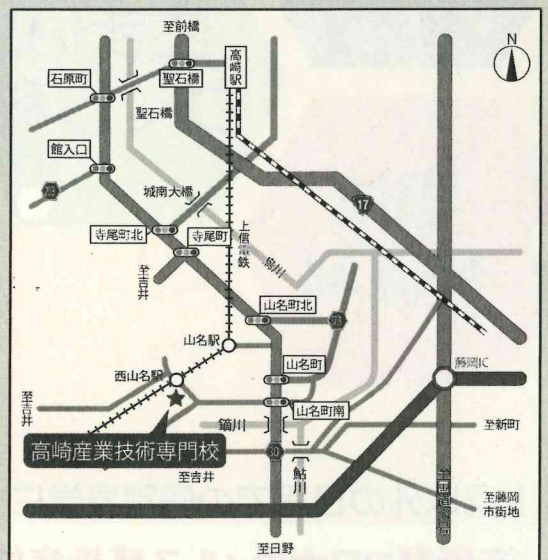 至前橋
N
高崎駅
石原町
聖石橋
聖石橋
館入口
城南大橋
17
寺尾町北
寺尾町
上信電鉄
至吉井
烏川
山名町北
山名駅
山名町
藤岡IC
西山名駅
至吉井
山名町南
鏑川
至新町
高崎産業技術専門校
30
至吉井
鮎川
至藤岡
市街地
至日野